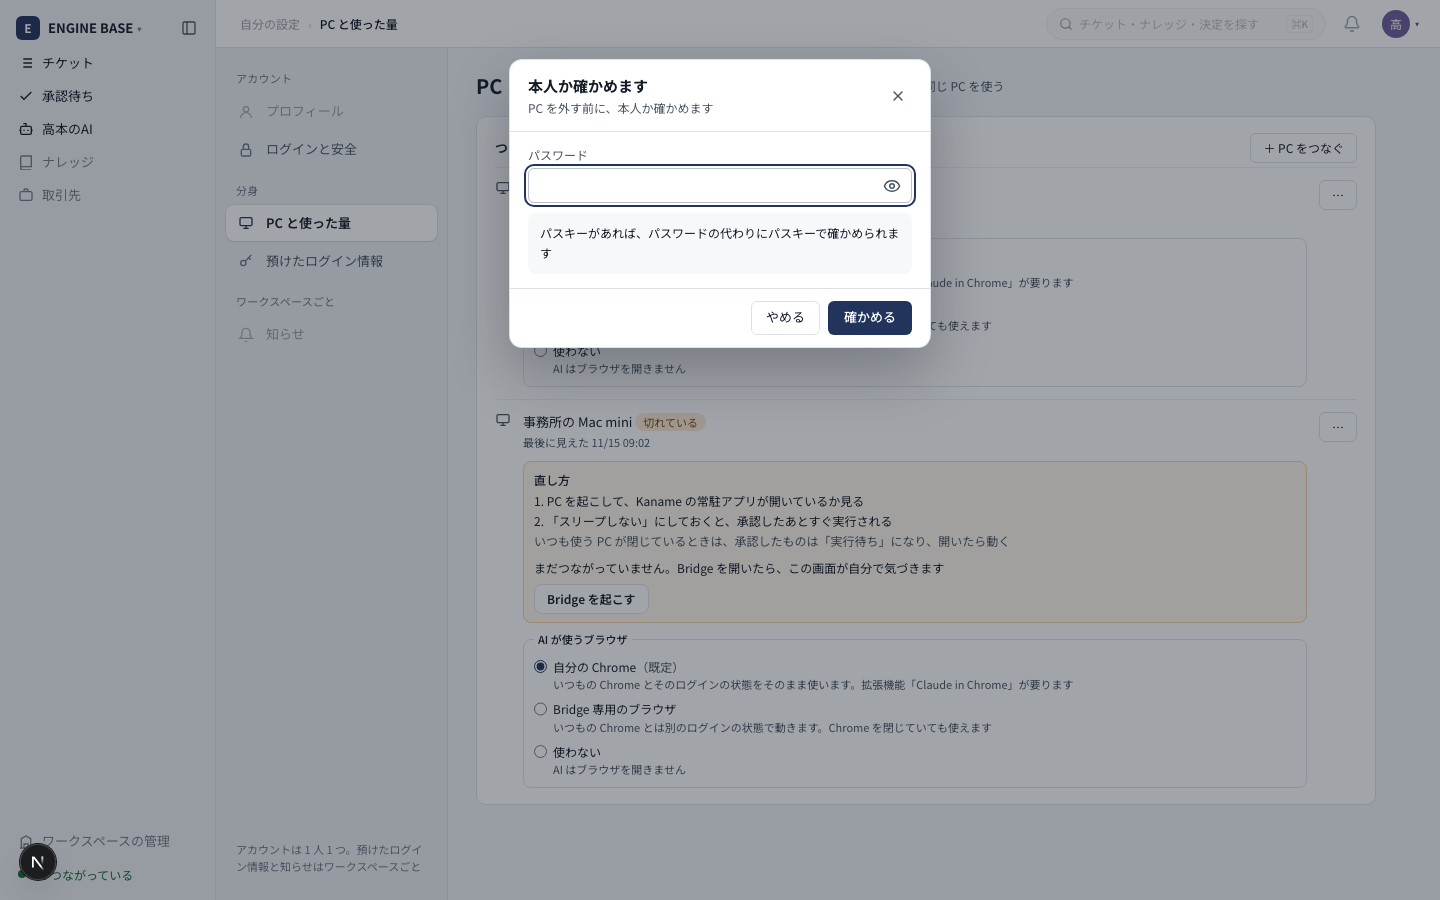 E ENGINE BASE
チケット
承認待ち
高本のAI
ナレッジ
取引先
ワークスペースの管理
つながっている
N
自分の設定 › PC と使った量
チケット・ナレッジ・決定を探す ⌘K
高
アカウント
プロフィール
ログインと安全
分身
PC と使った量
預けたログイン情報
ワークスペースごと
知らせ
アカウントは 1 人 1 つ。預けたログイ
ン情報と知らせはワークスペースごと
PC
同じ PC を使う
本人か確かめます
PC を外す前に、本人か確かめます
パスワード
パスキーがあれば、パスワードの代わりにパスキーで確かめられま
す
やめる
確かめる
つ
＋ PC をつなぐ
…
laude in Chrome」が要ります
ても使えます
使わない
AI はブラウザを開きません
事務所の Mac mini 切れている
…
最後に見えた 11/15 09:02
直し方
1. PC を起こして、Kaname の常駐アプリが開いているか見る
2. 「スリープしない」にしておくと、承認したあとすぐ実行される
いつも使う PC が閉じているときは、承認したものは「実行待ち」になり、開いたら動く
まだつながっていません。Bridge を開いたら、この画面が自分で気づきます
Bridge を起こす
AI が使うブラウザ
自分の Chrome（既定）
いつもの Chrome とそのログインの状態をそのまま使います。拡張機能「Claude in Chrome」が要ります
Bridge 専用のブラウザ
いつもの Chrome とは別のログインの状態で動きます。Chrome を閉じていても使えます
使わない
AI はブラウザを開きません